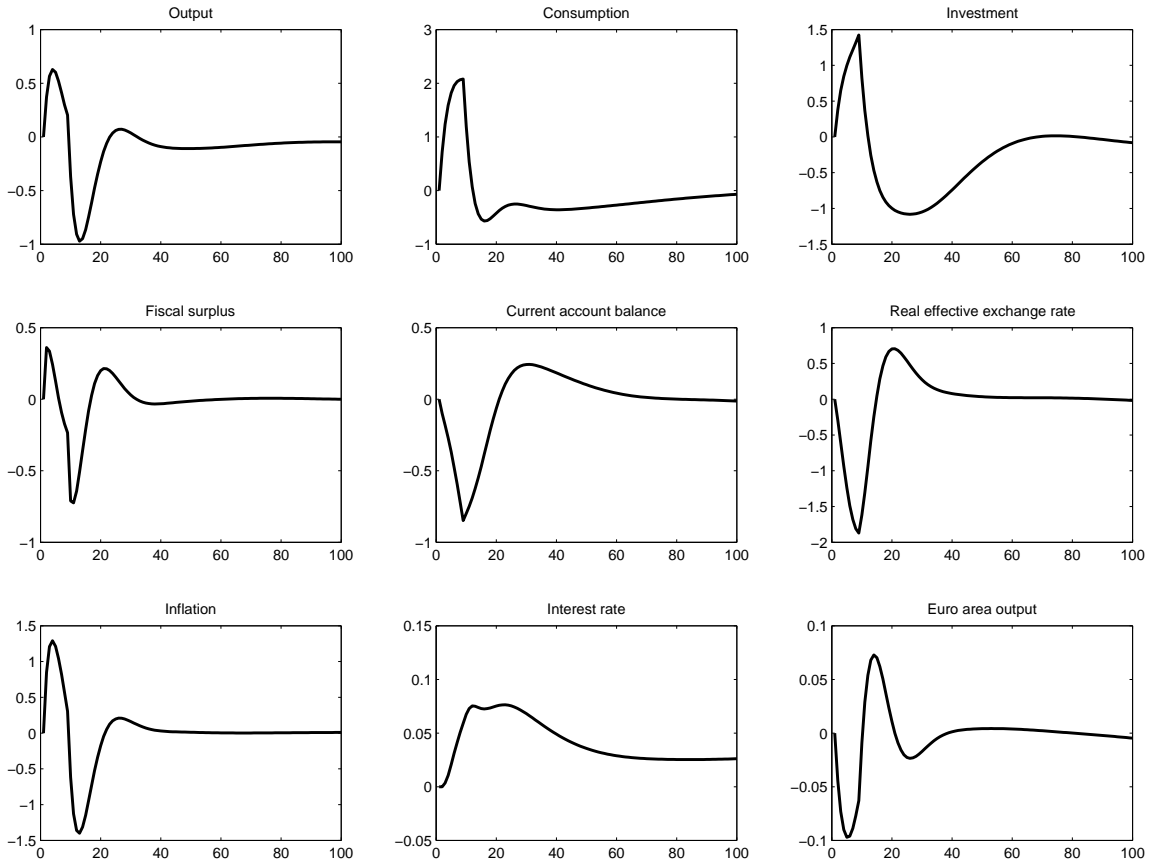 Output
1
0.5
0
−0.5
−1
0 20 40 60 80 100
Consumption
3
2
1
0
−1
0 20 40 60 80 100
Investment
1.5
1
0.5
0
−0.5
−1
−1.5
0 20 40 60 80 100
Fiscal surplus
0.5
0
−0.5
−1
0 20 40 60 80 100
Current account balance
0.5
0
−0.5
−1
0 20 40 60 80 100
Real effective exchange rate
1
0.5
0
−0.5
−1
−1.5
−2
0 20 40 60 80 100
Inflation
1.5
1
0.5
0
−0.5
−1
−1.5
0 20 40 60 80 100
Interest rate
0.15
0.1
0.05
0
−0.05
0 20 40 60 80 100
Euro area output
0.1
0.05
0
−0.05
−0.1
0 20 40 60 80 100